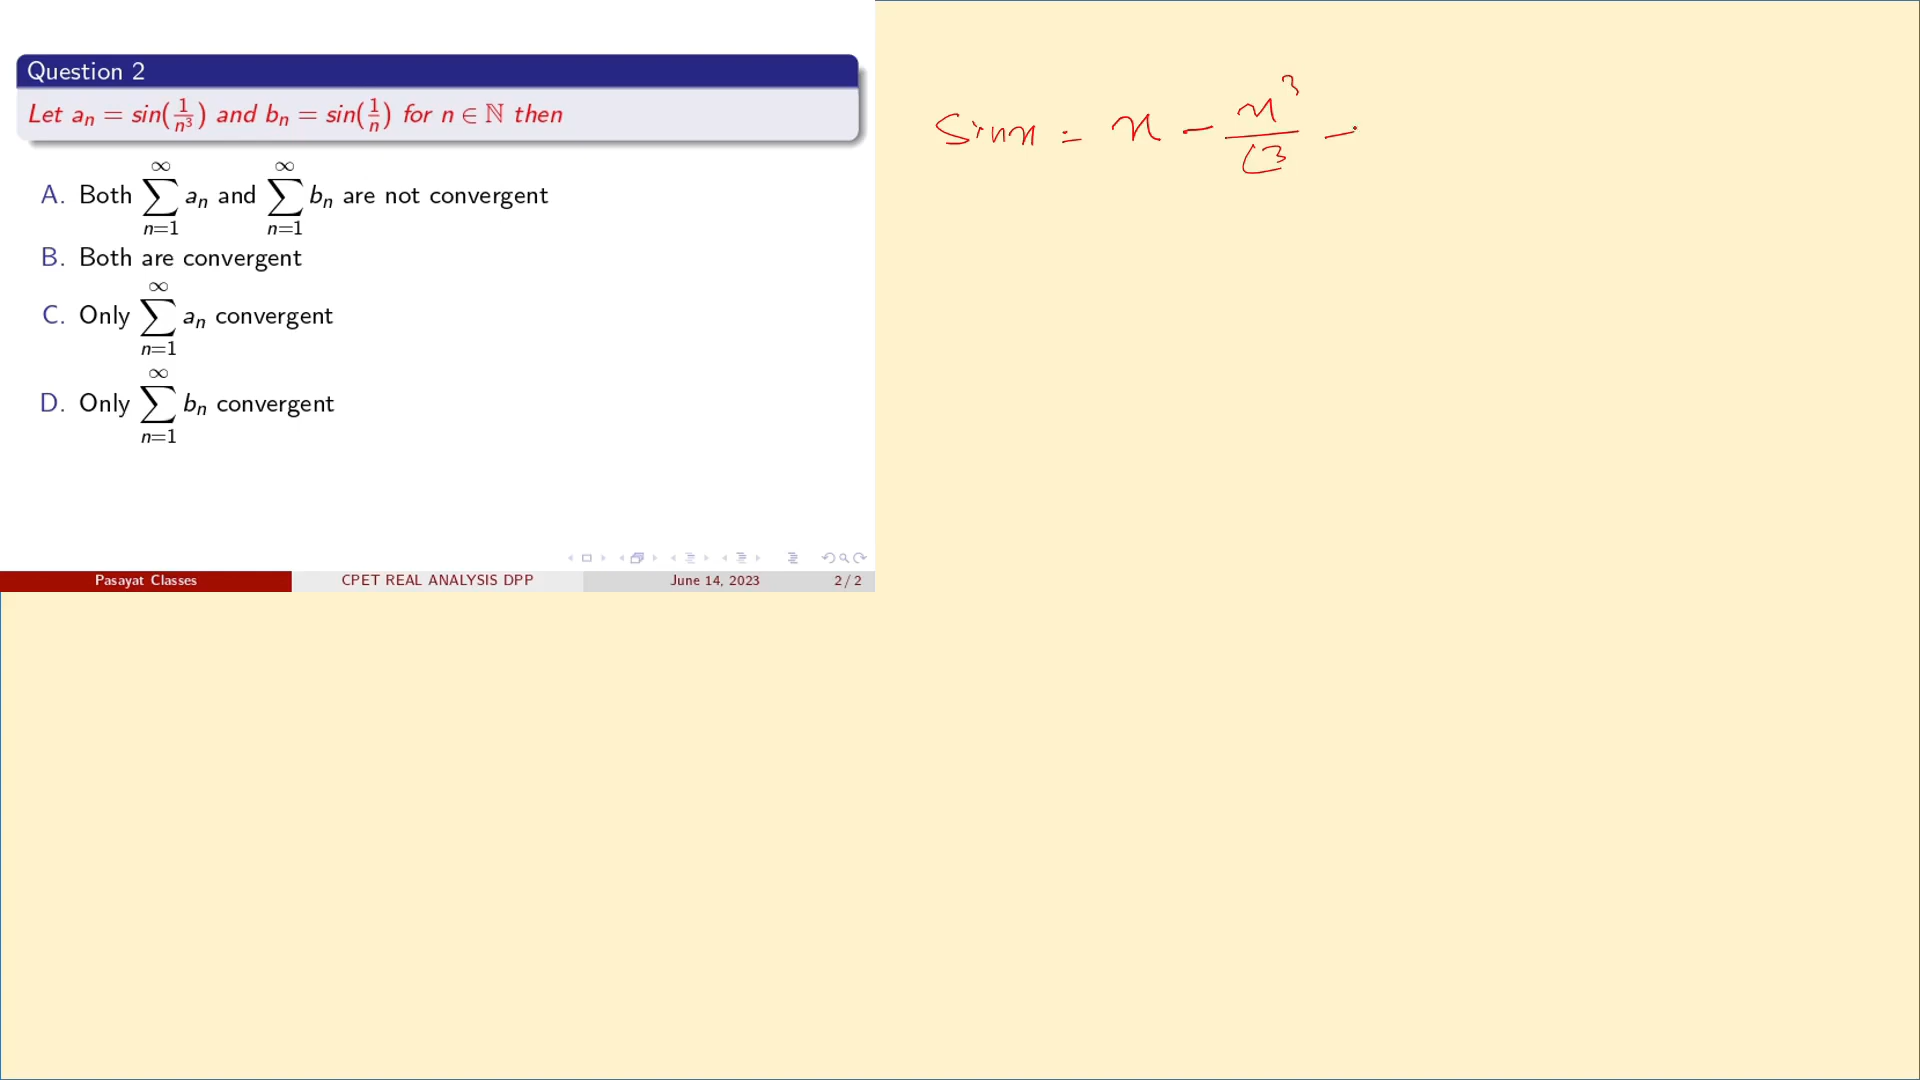 Question 2
Let aₙ = sin(1/n³) and bₙ = sin(1/n) for n ∈ ℕ then
A. Both ∑_{n=1}^{∞} aₙ and ∑_{n=1}^{∞} bₙ are not convergent
B. Both are convergent
C. Only ∑_{n=1}^{∞} aₙ convergent
D. Only ∑_{n=1}^{∞} bₙ convergent
Pasayat Classes CPET REAL ANALYSIS DPP June 14, 2023 2 / 2
Sin x = x - x³/⌊3 -